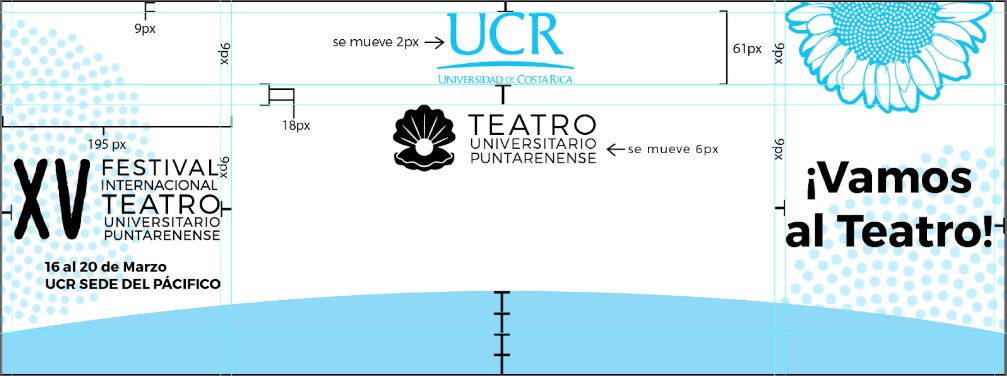 9px
9px
se mueve 2px
UCR
UNIVERSIDAD DE COSTA RICA
61px
9px
18px
195 px
TEATRO
UNIVERSITARIO
PUNTARENENSE
se mueve 6px
9px
9px
XV FESTIVAL
INTERNACIONAL
TEATRO
UNIVERSITARIO
PUNTARENENSE
16 al 20 de Marzo
UCR SEDE DEL PÁCIFICO
¡Vamos
al Teatro!